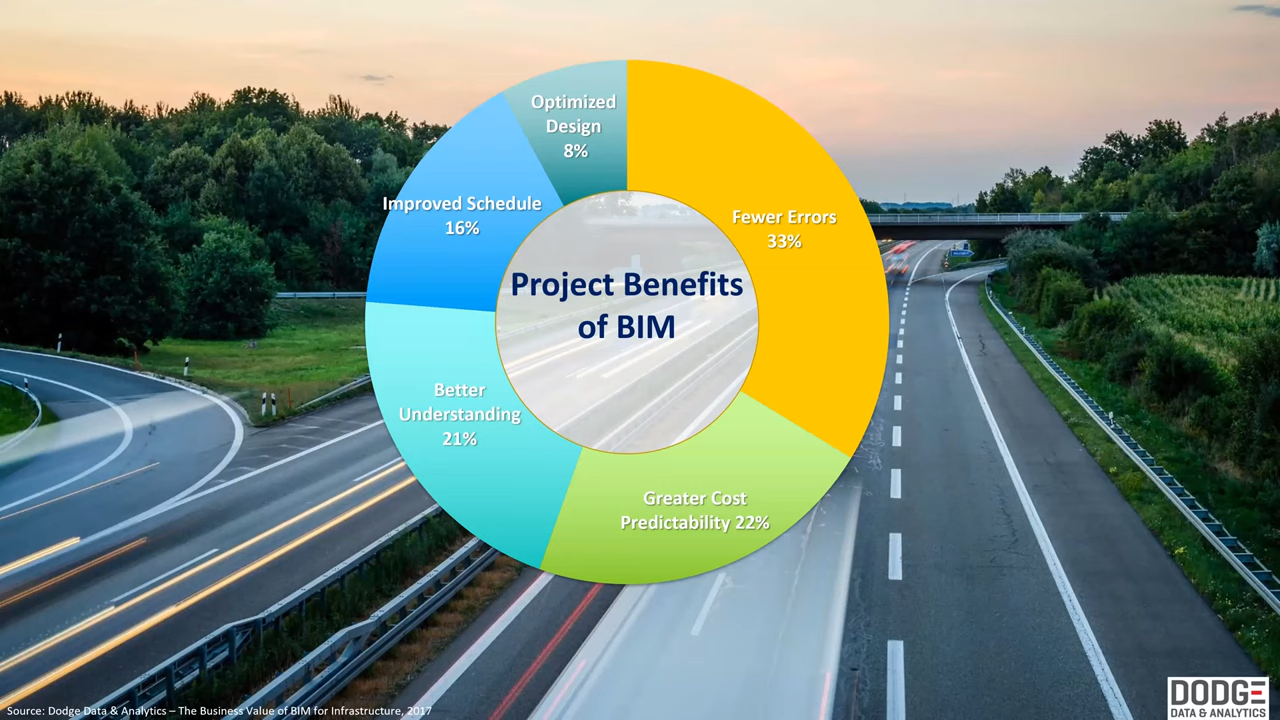 Optimized
Design
8%
Improved Schedule
16%
Fewer Errors
33%
Project Benefits
of BIM
Better
Understanding
21%
Greater Cost
Predictability 22%
Source: Dodge Data & Analytics – The Business Value of BIM for Infrastructure, 2017
DODGE
DATA & ANALYTICS